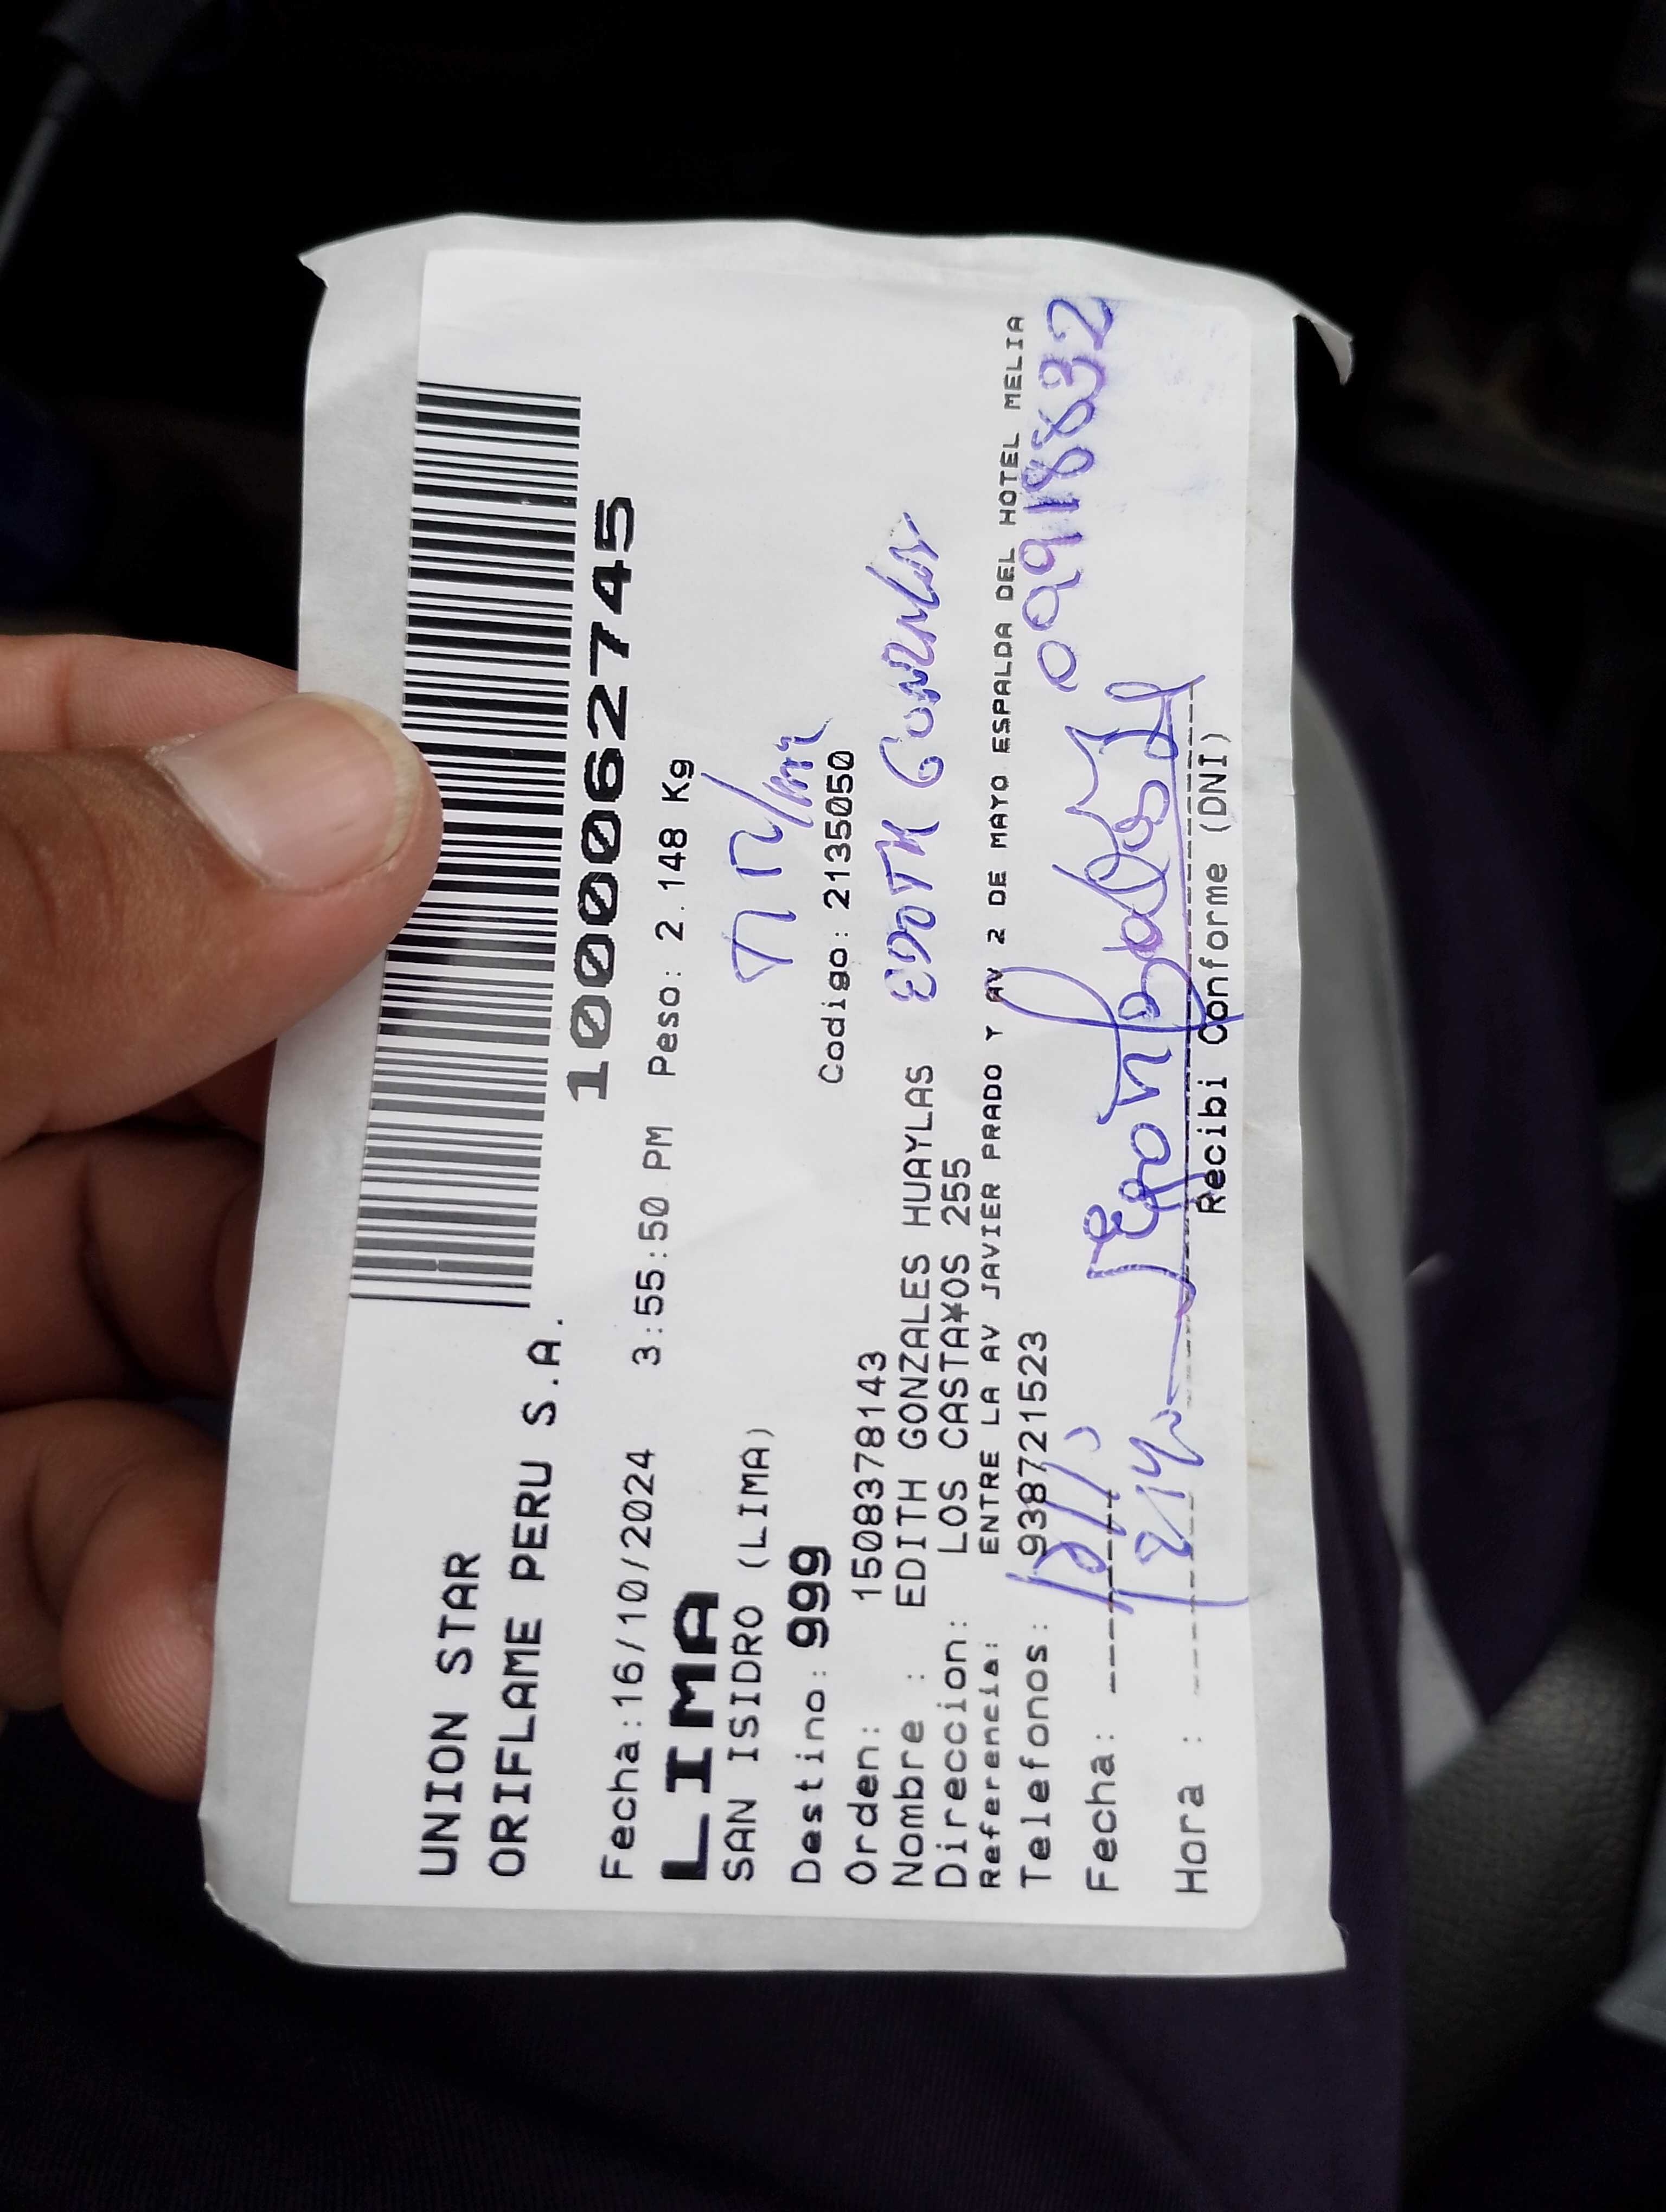 UNION STAR
ORIFLAME PERU S.A.
1000062745
Fecha:16/10/2024 3:55:50 PM Peso: 2.148 Kg
LIMA
SAN ISIDRO (LIMA)
Destino: 999
Codigo: 2135050
Orden: 1508378143
Nombre : EDITH GONZALES HUAYLAS
EDITH GONZALES
Direccion: LOS CASTA¥OS 255
Referencia: ENTRE LA AV JAVIER PRADO Y AV 2 DE MAYO ESPALDA DEL HOTEL MELIA
Telefonos: 938721523
09918832
Fecha:
Hora :
Recibi Conforme (DNI)